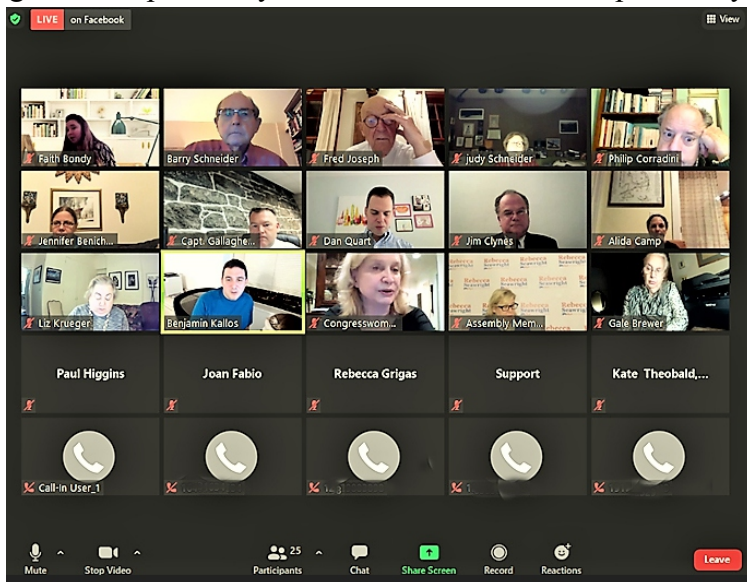 LIVE on Facebook
View
Faith Bondy
Barry Schneider
Fred Joseph
judy Schneider
Philip Corradini
Jennifer Benich...
Capt. Gallaghe...
Dan Quart
Jim Clynes
Alida Camp
Liz Krueger
Benjamin Kallos
Congresswom...
Rebecca Seawright
Assembly Mem...
Gale Brewer
Paul Higgins
Joan Fabio
Rebecca Grigas
Support
Kate Theobald,...
Call-In User_1
Mute
Stop Video
25
Participants
Chat
Share Screen
Record
Reactions
Leave